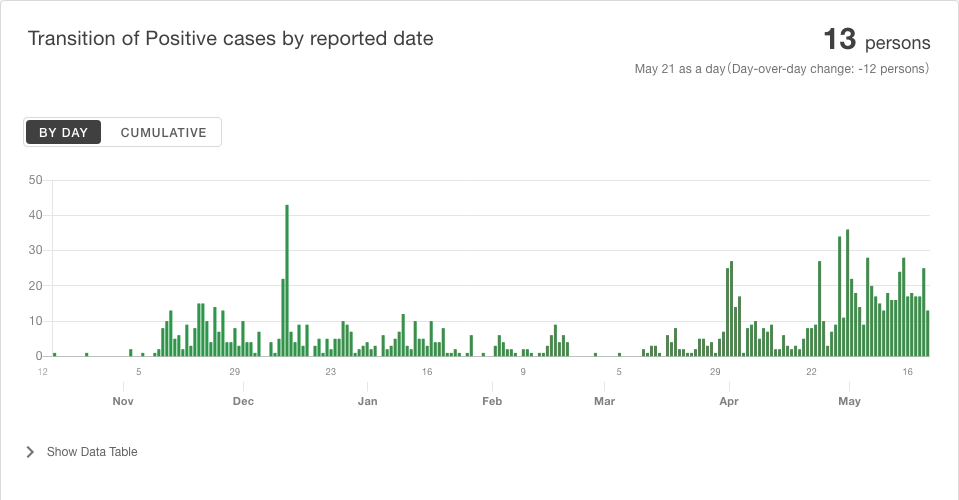 Transition of Positive cases by reported date
13 persons
May 21 as a day(Day-over-day change: -12 persons)
BY DAY CUMULATIVE
50
40
30
20
10
0
12 5 29 23 16 9 5 29 22 16
Nov Dec Jan Feb Mar Apr May
Show Data Table